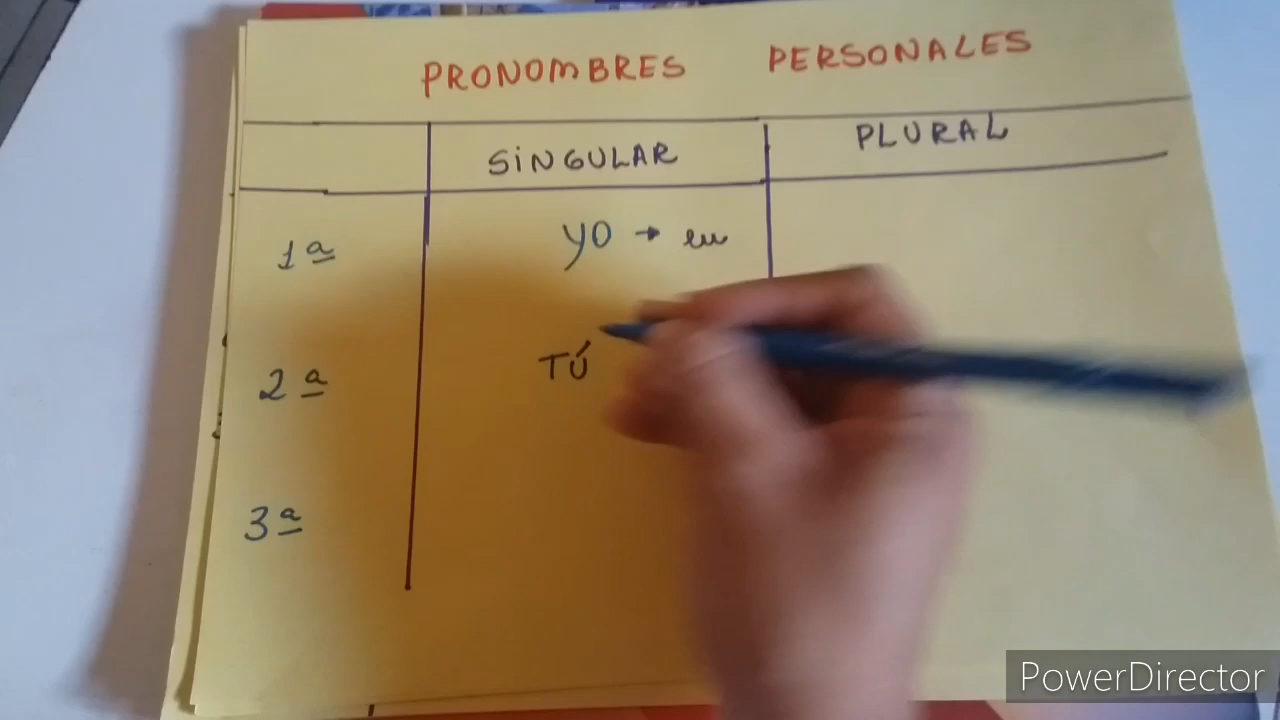 PRONOMBRES PERSONALES
SiNGULAR PLURAL
1ª YO → eu
2ª TÚ
3ª
PowerDirector